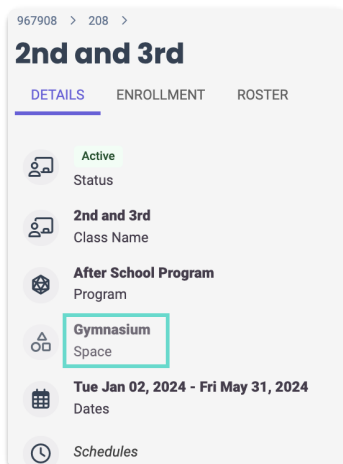 967908 > 208 >
2nd and 3rd
DETAILS ENROLLMENT ROSTER
Active
Status
2nd and 3rd
Class Name
After School Program
Program
Gymnasium
Space
Tue Jan 02, 2024 - Fri May 31, 2024
Dates
Schedules